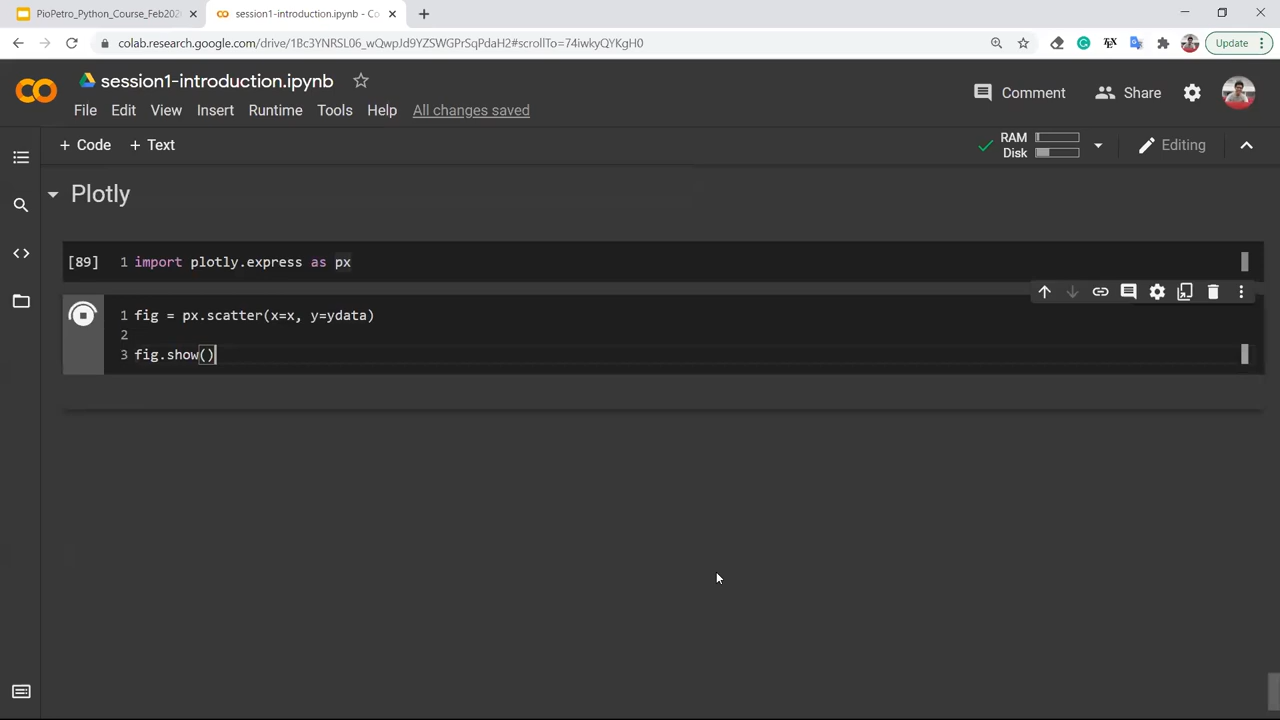 PioPetro_Python_Course_Feb202
session1-introduction.ipynb - Co
colab.research.google.com/drive/1Bc3YNRSL06_wQwpJd9YZSWGPrSqPdaH2#scrollTo=74iwkyQYKgH0
Update
session1-introduction.ipynb
File Edit View Insert Runtime Tools Help All changes saved
Comment Share
+ Code + Text
RAM
Disk
Editing
Plotly
[89] 1 import plotly.express as px
1 fig = px.scatter(x=x, y=ydata)
2
3 fig.show()